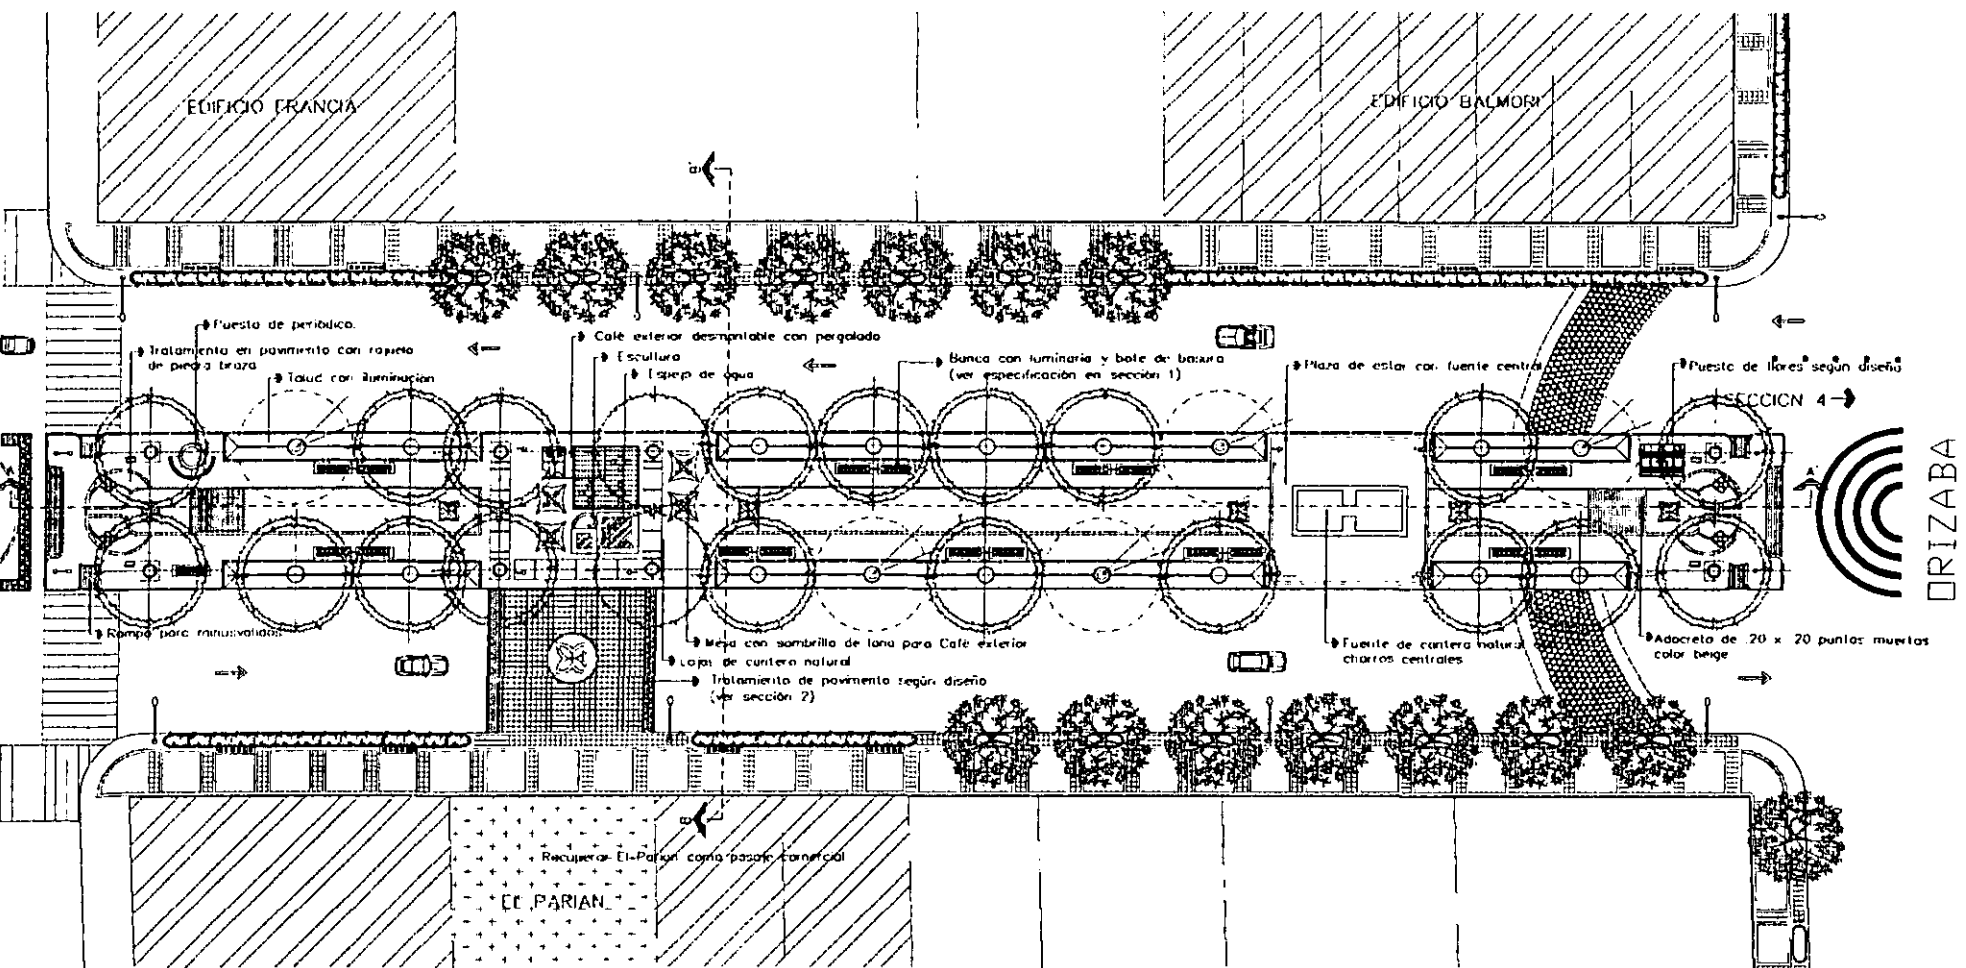 EDIFICIO FRANCIA
EDIFICIO BALMORI
B'
Puesto de periódico.
Tratamiento en pavimento con rajuela
de piedra braza
Talud con iluminación
Café exterior desmontable con pergolado
Escultura
Espejo de agua
Banca con luminaria y bote de basura
(ver especificación en sección 1)
Plaza de estar con fuente central
Puesto de flores según diseño
SECCION 4
A'
ORIZABA
Rampa para minusvalidos
Mesa con sombrilla de lona para Café exterior
Lajas de cantera natural
Tratamiento de pavimento según diseño
(ver sección 2)
Fuente de cantera natural
chorros centrales
Adocreto de .20 x .20 puntas muertas
color beige
B
Recuperar El Parian como pasaje comercial
EL PARIAN